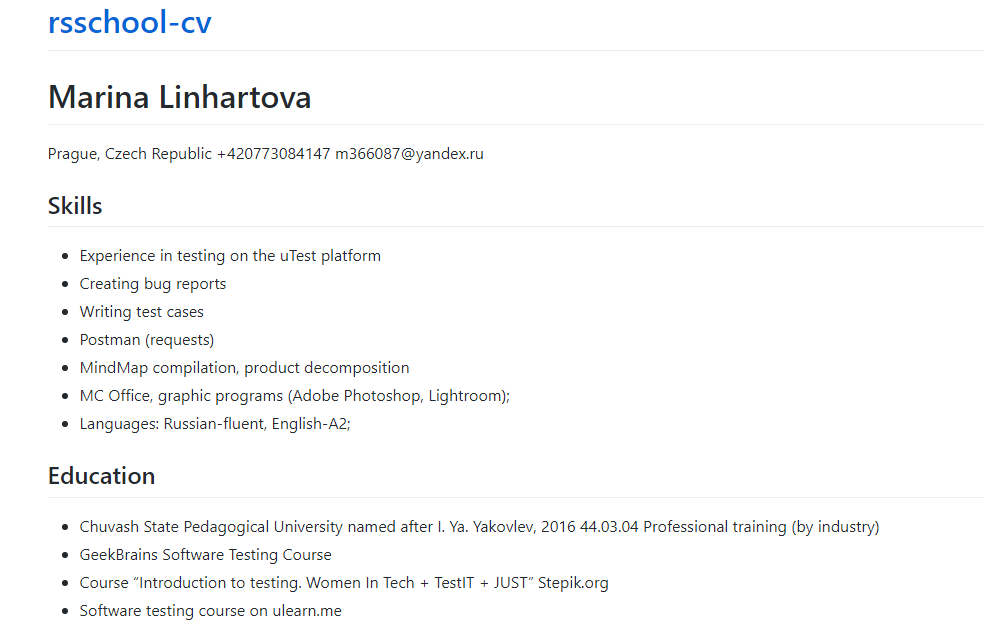 rsschool-cv
Marina Linhartova
Prague, Czech Republic +420773084147 m366087@yandex.ru
Skills
Experience in testing on the uTest platform
Creating bug reports
Writing test cases
Postman (requests)
MindMap compilation, product decomposition
MC Office, graphic programs (Adobe Photoshop, Lightroom);
Languages: Russian-fluent, English-A2;
Education
Chuvash State Pedagogical University named after I. Ya. Yakovlev, 2016 44.03.04 Professional training (by industry)
GeekBrains Software Testing Course
Course “Introduction to testing. Women In Tech + TestIT + JUST” Stepik.org
Software testing course on ulearn.me